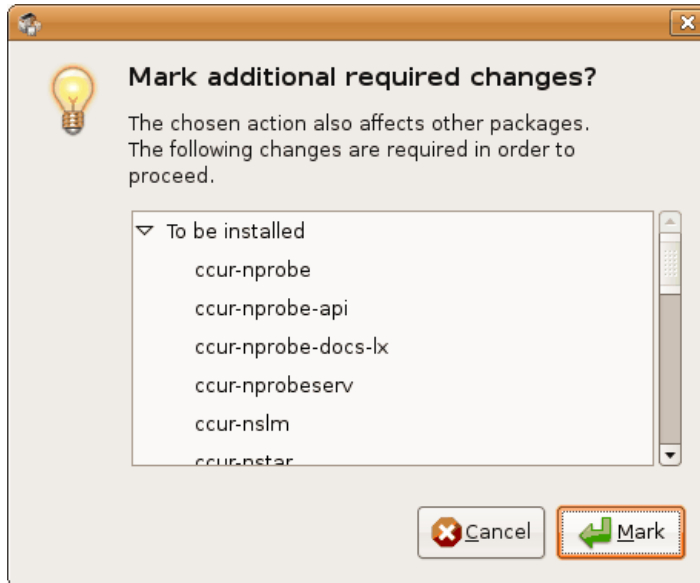 Mark additional required changes?
The chosen action also affects other packages.
The following changes are required in order to
proceed.
To be installed
ccur-nprobe
ccur-nprobe-api
ccur-nprobe-docs-lx
ccur-nprobeserv
ccur-nslm
ccur-nstar
Cancel
Mark